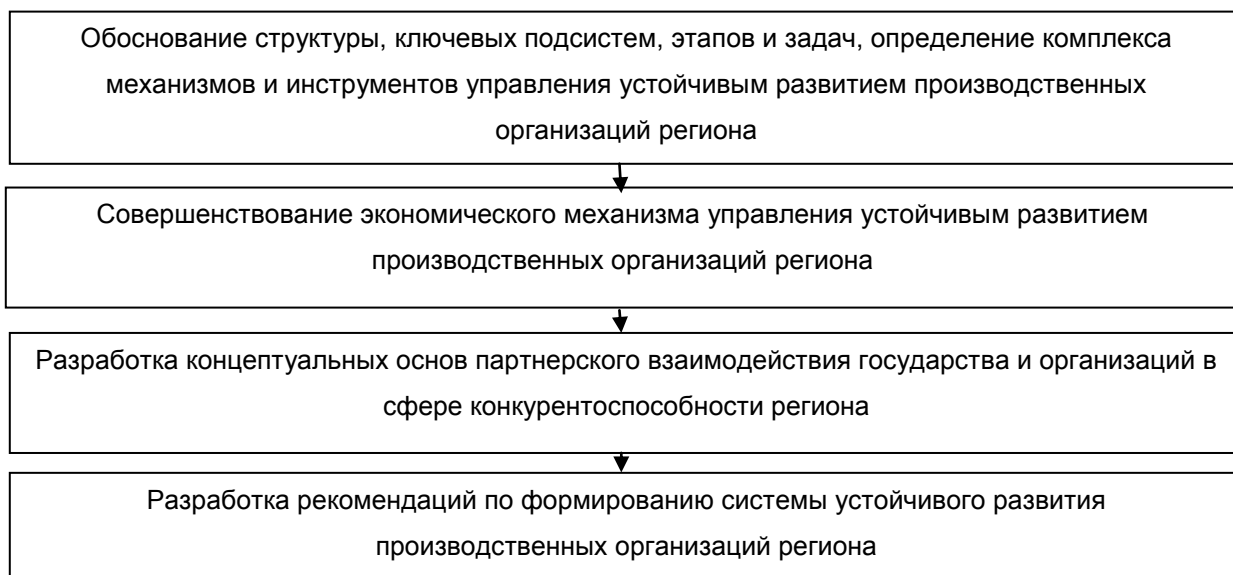 Обоснование структуры, ключевых подсистем, этапов и задач, определение комплекса
механизмов и инструментов управления устойчивым развитием производственных
организаций региона
Совершенствование экономического механизма управления устойчивым развитием
производственных организаций региона
Разработка концептуальных основ партнерского взаимодействия государства и организаций в
сфере конкурентоспособности региона
Разработка рекомендаций по формированию системы устойчивого развития
производственных организаций региона